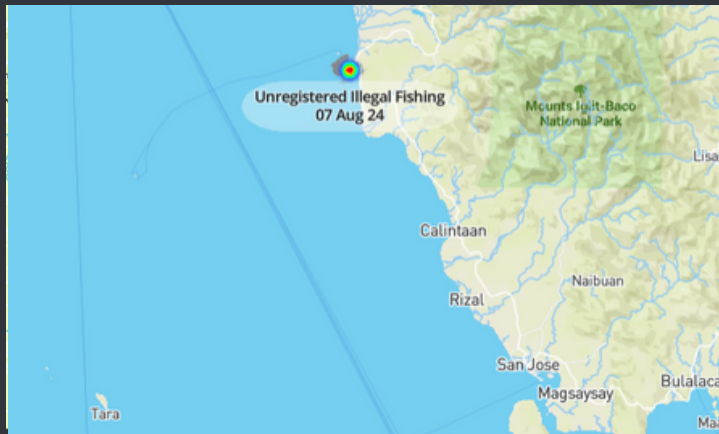 Unregistered Illegal Fishing
07 Aug 24
Mounts Iglit-Baco
National Park
Lisa
Calintaan
Naibuan
Rizal
San Jose
Bulalaca
Magsaysay
Tara
Ma